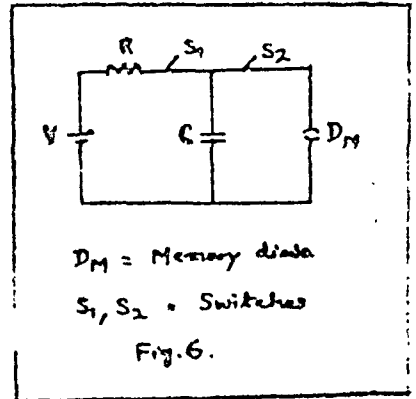 R S1 S2
V C DM
DM = Memory diode
S1, S2 = Switches
Fig. 6.